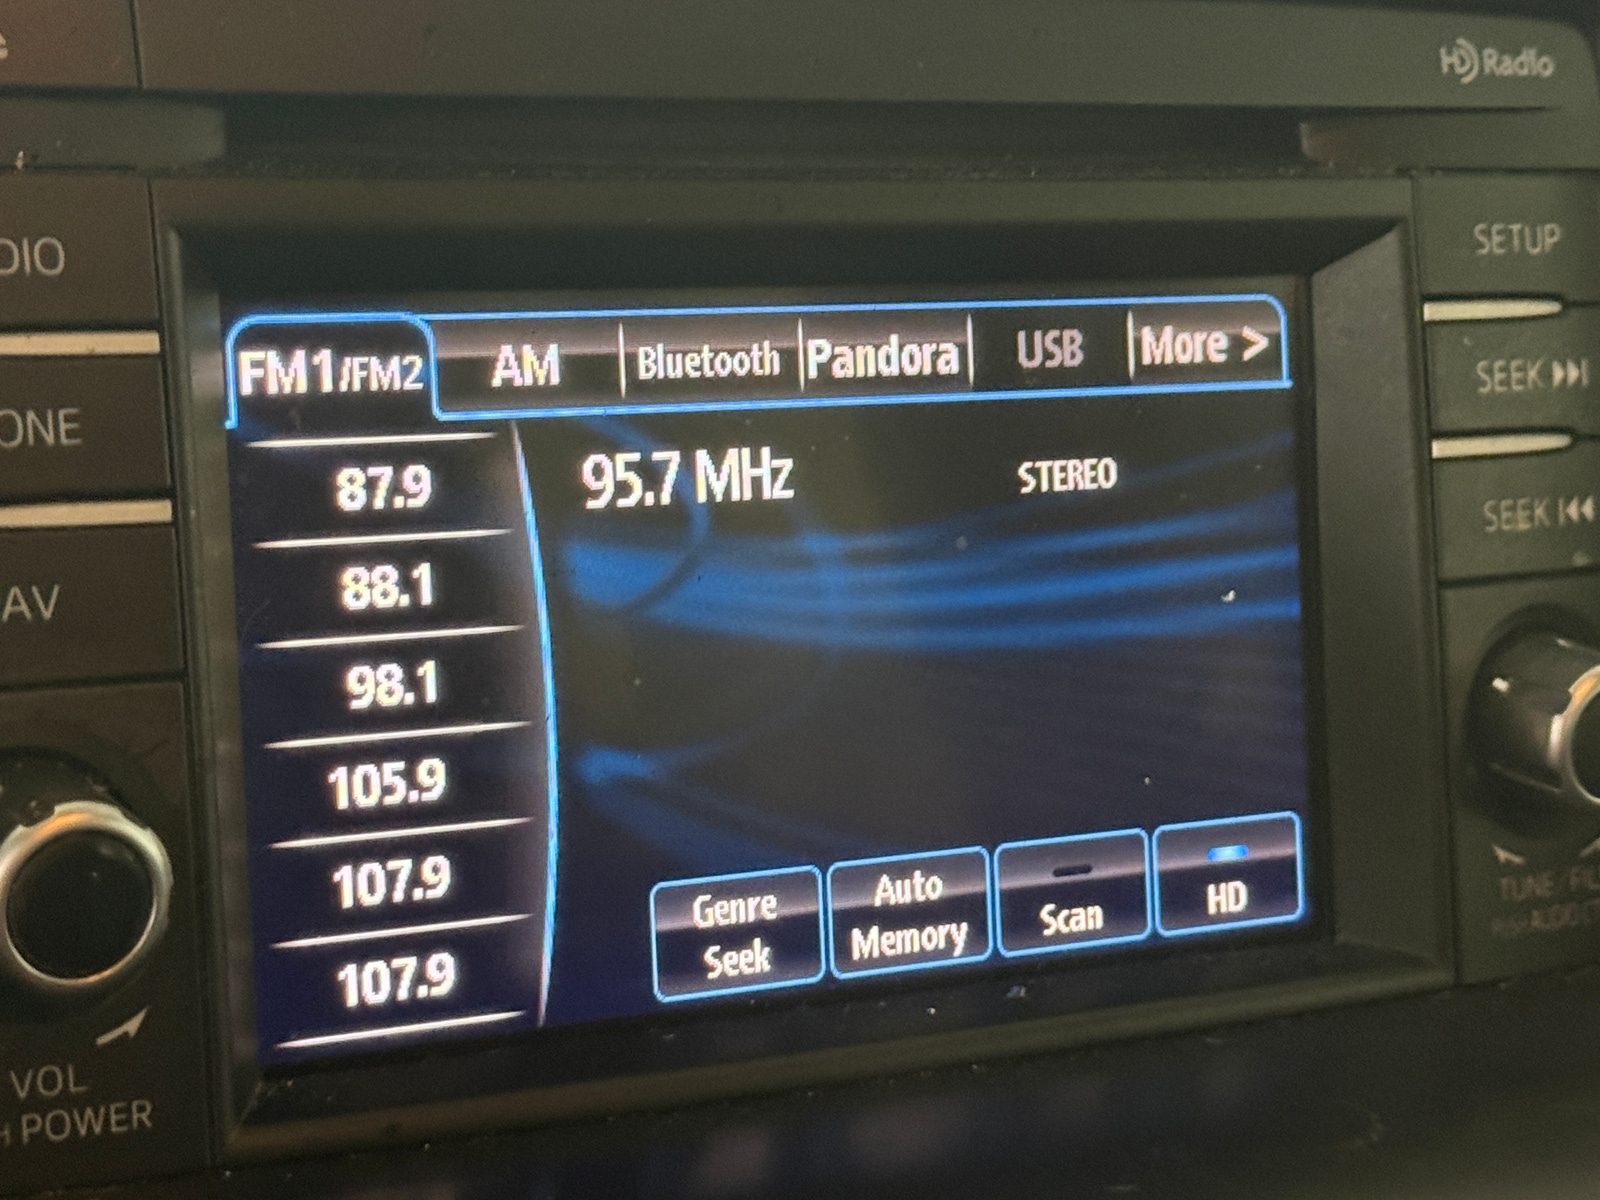 HD Radio
DIO
ONE
AV
VOL
H POWER
FM1/FM2
AM
Bluetooth
Pandora
USB
More >
87.9
88.1
98.1
105.9
107.9
107.9
95.7 MHz
STEREO
Genre
Seek
Auto
Memory
Scan
HD
SETUP
SEEK
SEEK
TUNE